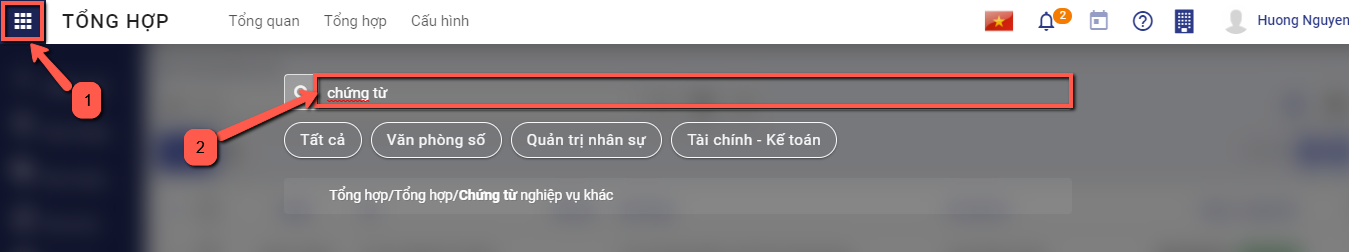 TỔNG HỢP Tổng quan Tổng hợp Cấu hình 2 Huong Nguyen
1
chứng từ
2
Tất cả Văn phòng số Quản trị nhân sự Tài chính - Kế toán
Tổng hợp/Tổng hợp/Chứng từ nghiệp vụ khác